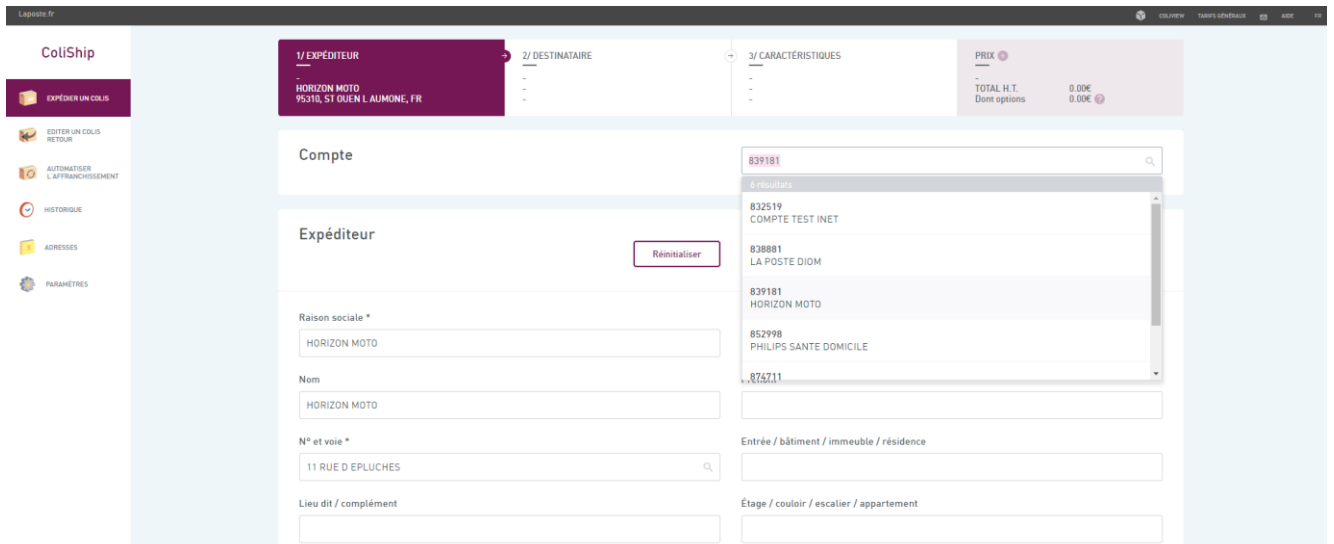 Laposte.fr
COLIVIEW
TARIFS GÉNÉRAUX
AIDE
FR
ColiShip
EXPÉDIER UN COLIS
EDITER UN COLIS
RETOUR
AUTOMATISER
L'AFFRANCHISSEMENT
HISTORIQUE
ADRESSES
PARAMÈTRES
1/ EXPÉDITEUR
-
HORIZON MOTO
95310, ST OUEN L AUMONE, FR
2/ DESTINATAIRE
-
-
-
3/ CARACTÉRISTIQUES
-
-
-
PRIX
-
TOTAL H.T. 0.00€
Dont options 0.00€
Compte
839181
6 résultats
832519
COMPTE TEST INET
838881
LA POSTE DIOM
839181
HORIZON MOTO
852998
PHILIPS SANTE DOMICILE
874711
Expéditeur
Réinitialiser
Raison sociale *
HORIZON MOTO
Nom
HORIZON MOTO
Prénom
N° et voie *
11 RUE D EPLUCHES
Entrée / bâtiment / immeuble / résidence
Lieu dit / complément
Étage / couloir / escalier / appartement